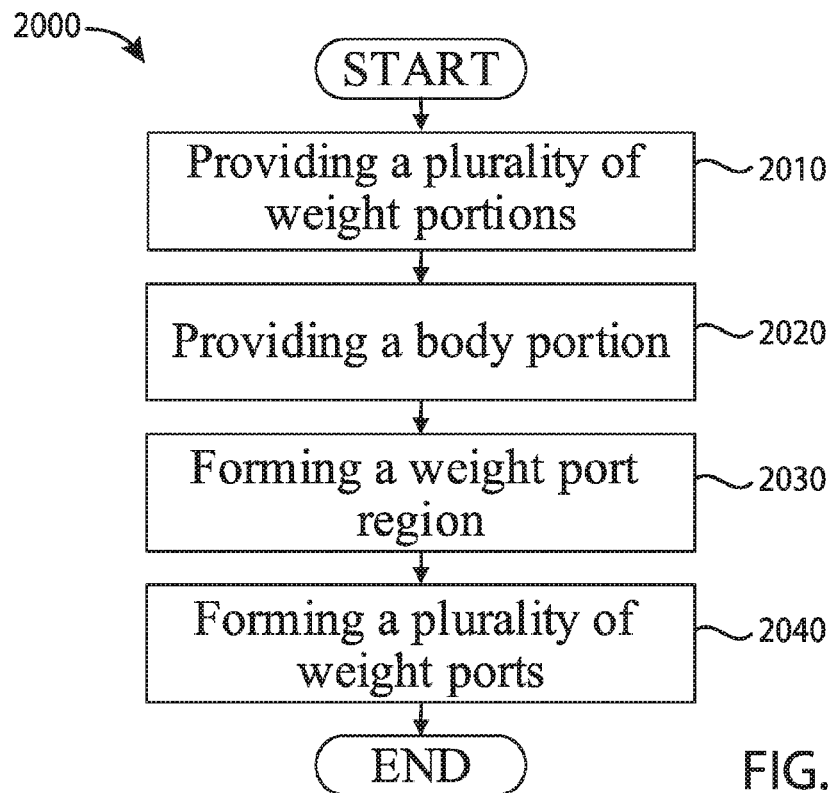 2000
START
Providing a plurality of
weight portions
2010
Providing a body portion
2020
Forming a weight port
region
2030
Forming a plurality of
weight ports
2040
END
FIG.